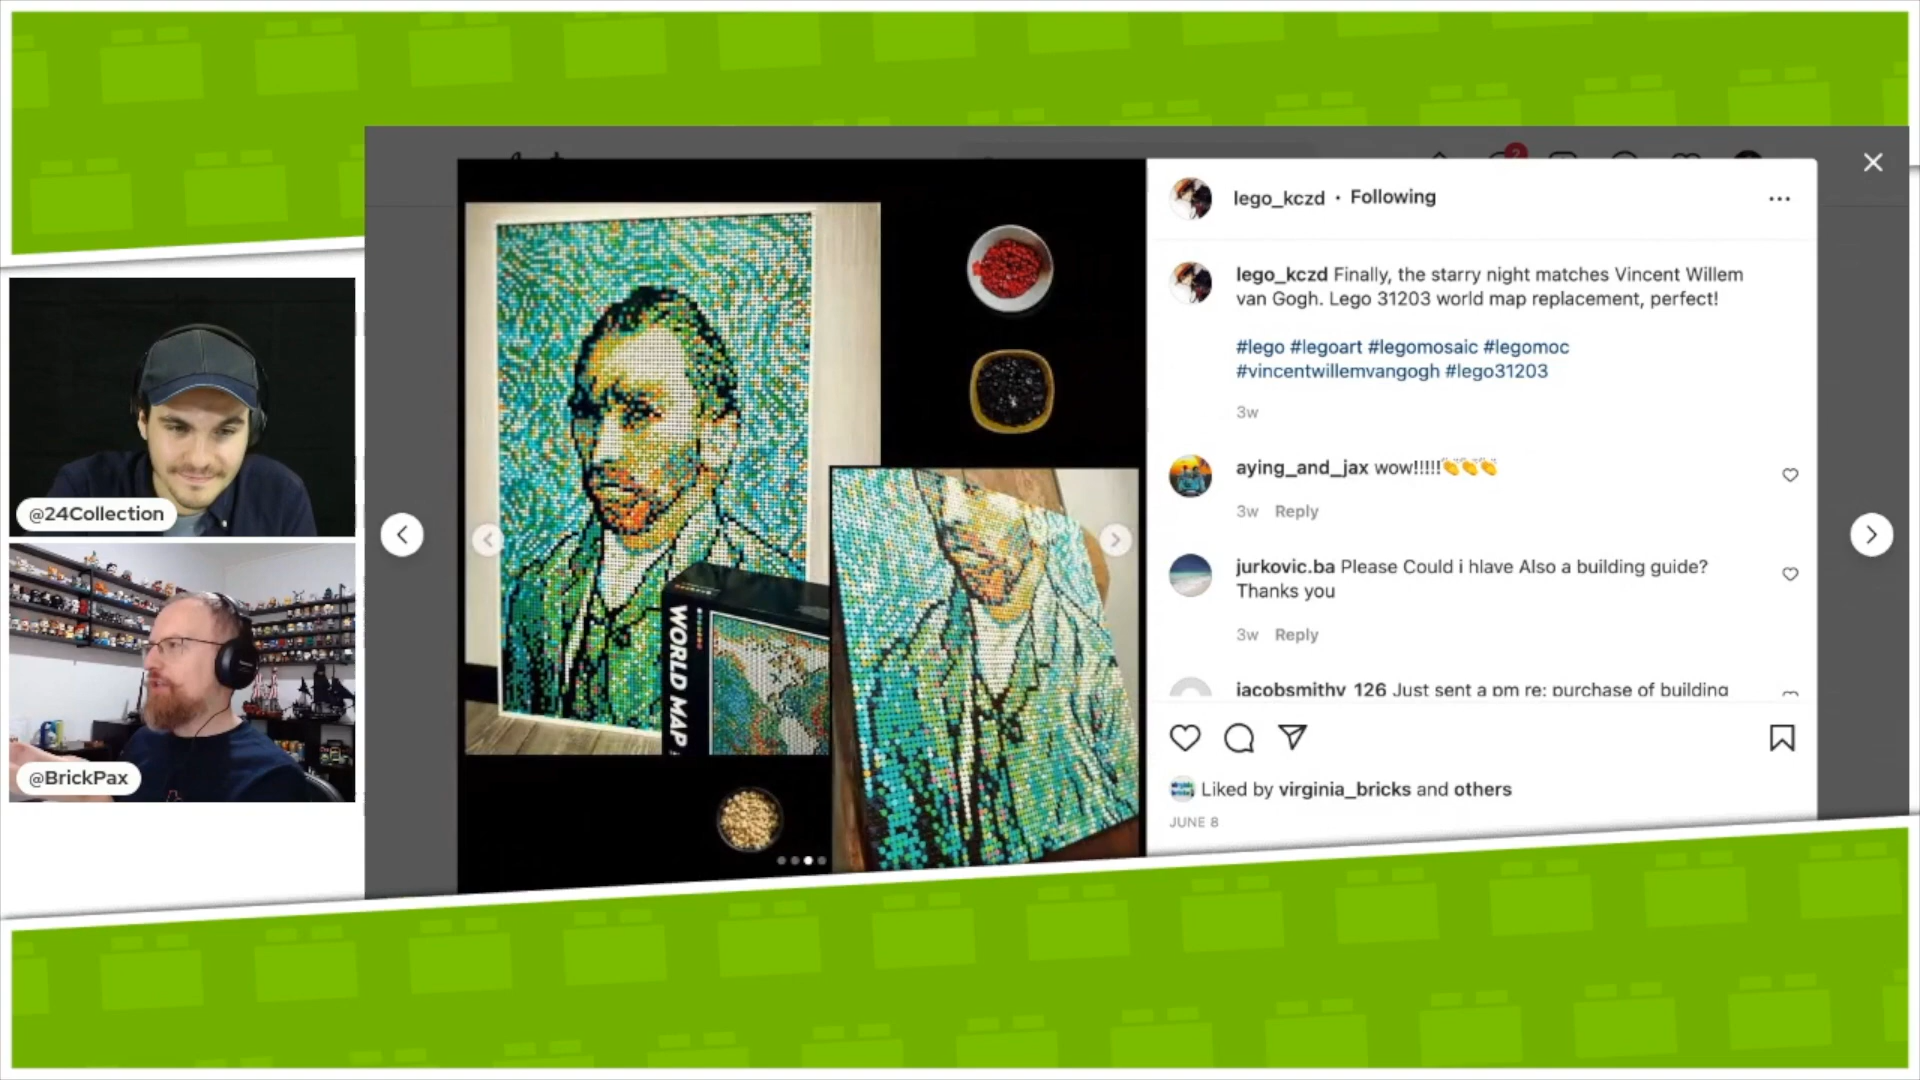 2
lego_kczd • Following
lego_kczd Finally, the starry night matches Vincent Willem
van Gogh. Lego 31203 world map replacement, perfect!
#lego #legoart #legomosaic #legomoc
#vincentwillemvangogh #lego31203
3w
aying_and_jax wow!!!!!👏👏👏
3w Reply
jurkovic.ba Please Could i hlave Also a building guide?
Thanks you
3w Reply
jacobsmithy_126 Just sent a pm re: purchase of building
Liked by virginia_bricks and others
JUNE 8
WORLD MAP
@24Collection
@BrickPax